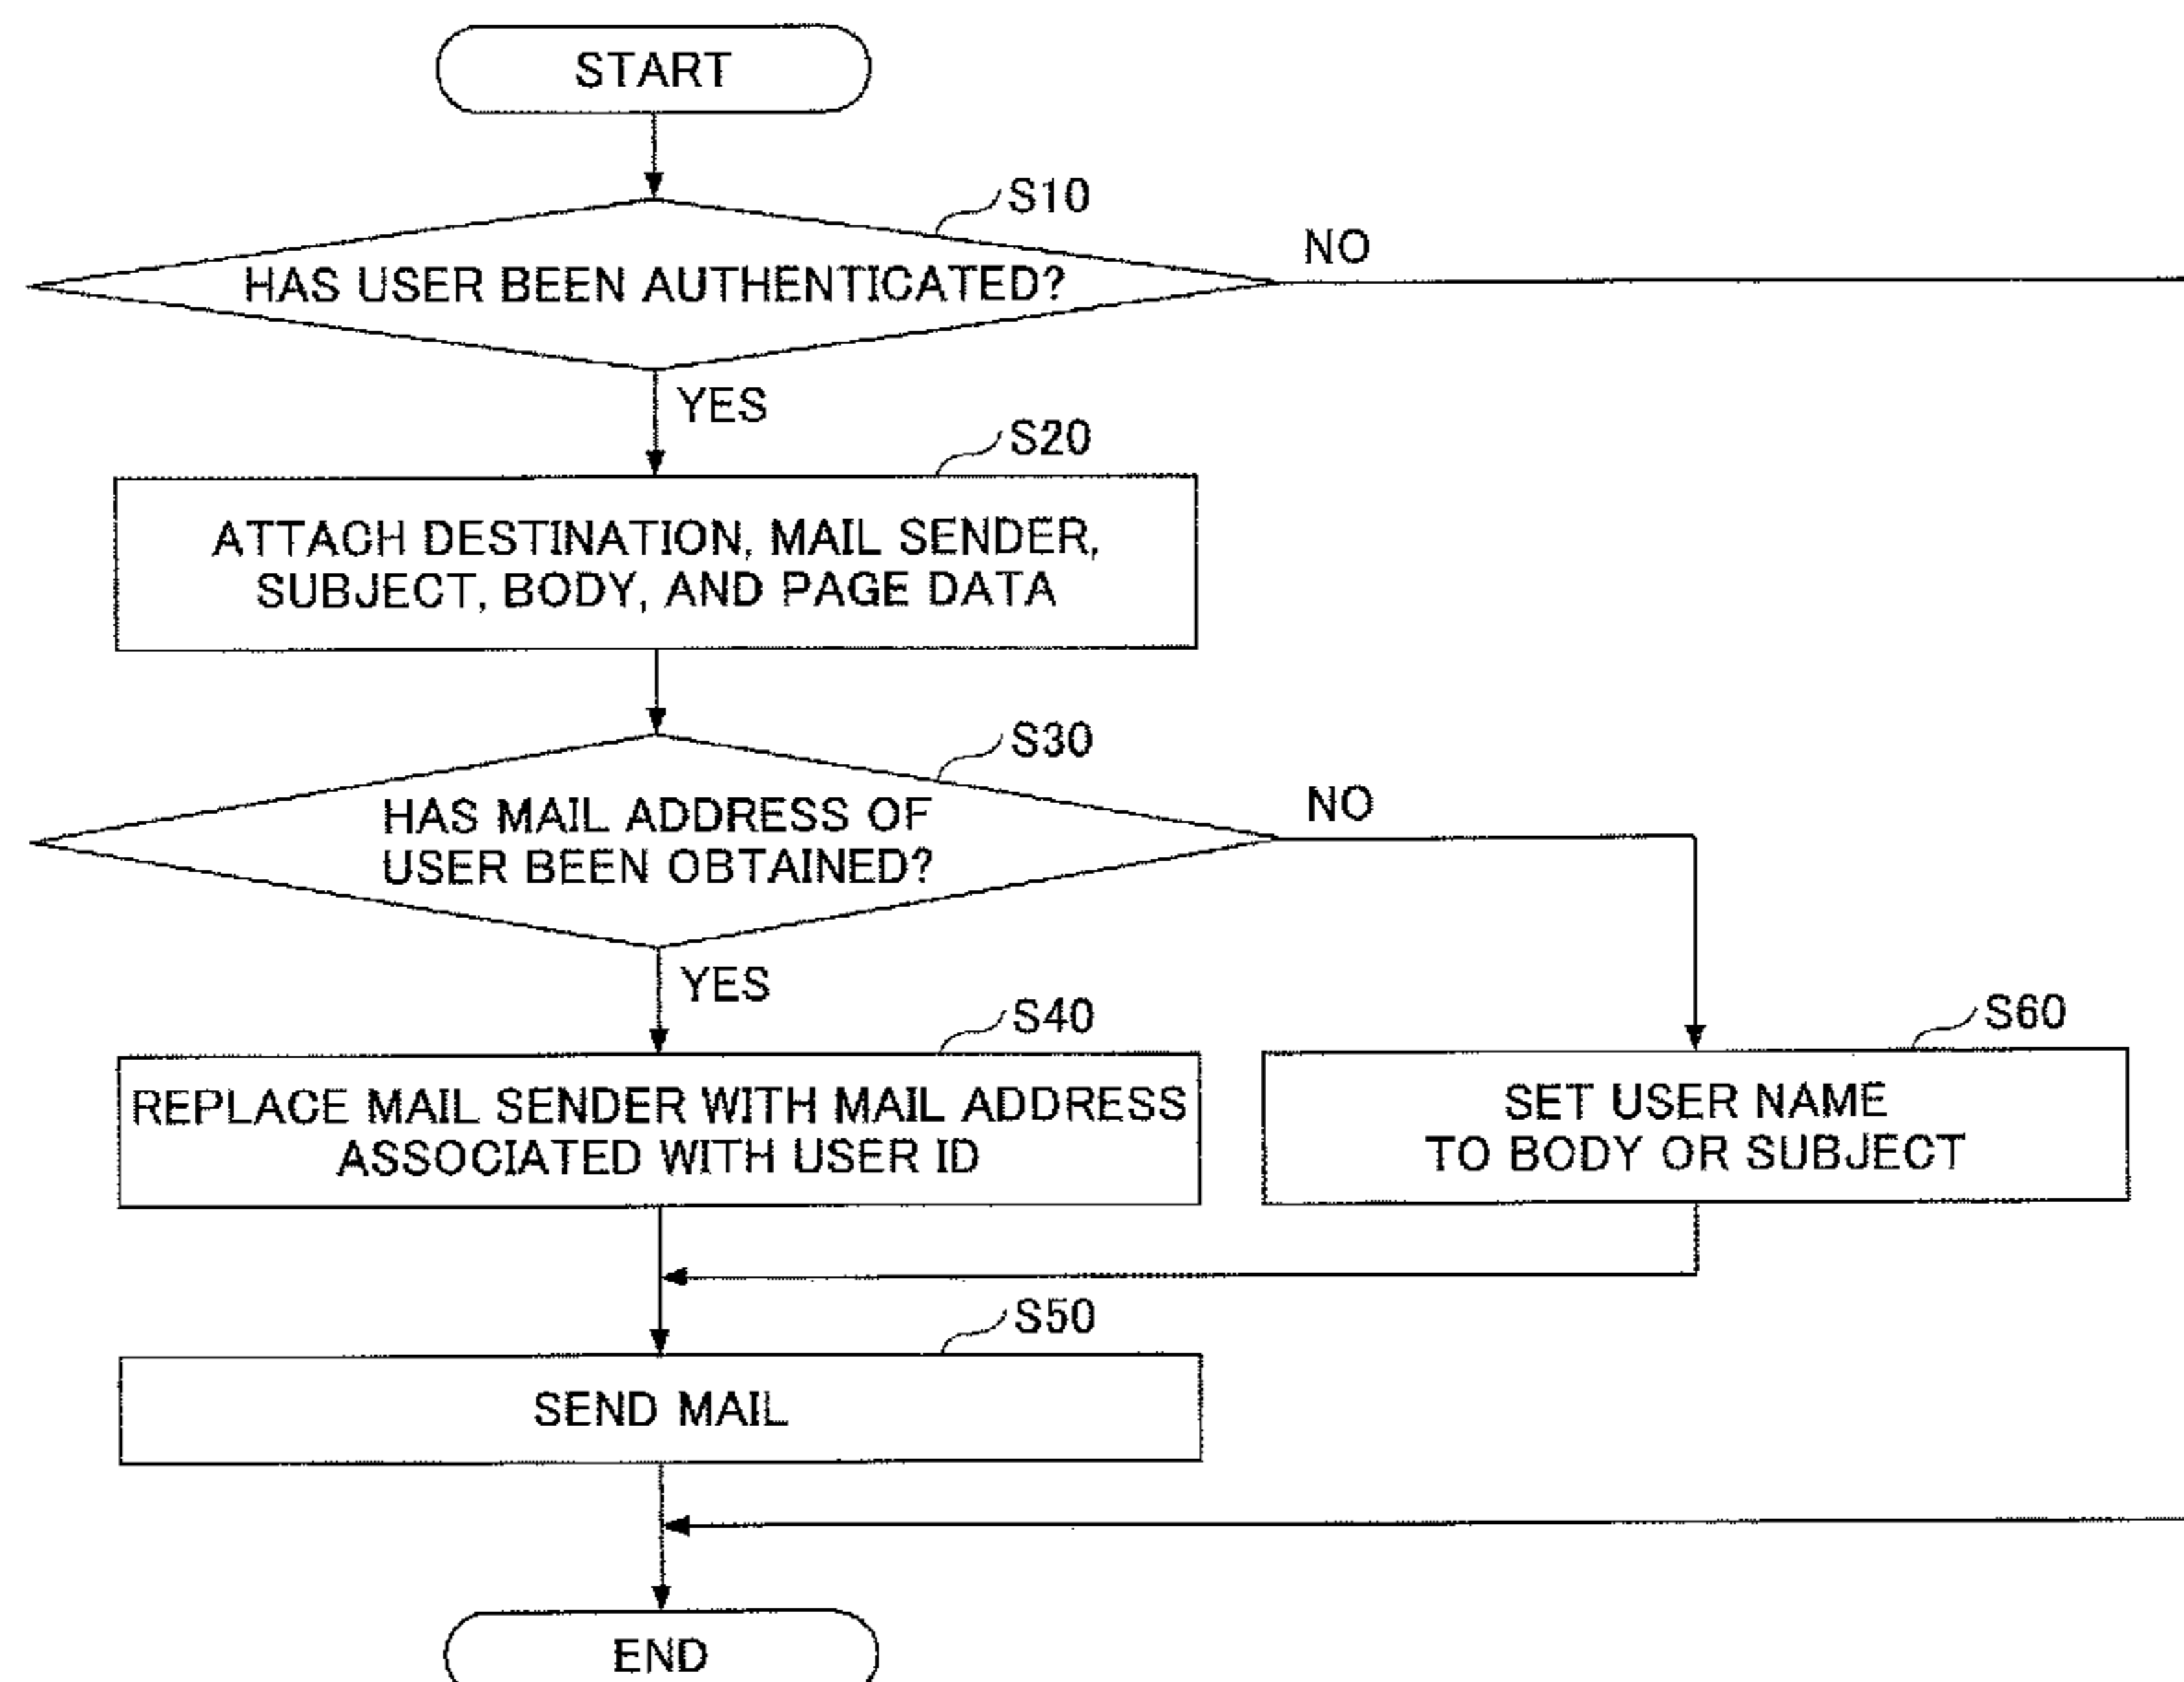 START
S10
HAS USER BEEN AUTHENTICATED?
NO
YES
S20
ATTACH DESTINATION, MAIL SENDER,
SUBJECT, BODY, AND PAGE DATA
S30
HAS MAIL ADDRESS OF
USER BEEN OBTAINED?
NO
YES
S40
REPLACE MAIL SENDER WITH MAIL ADDRESS
ASSOCIATED WITH USER ID
S60
SET USER NAME
TO BODY OR SUBJECT
S50
SEND MAIL
END